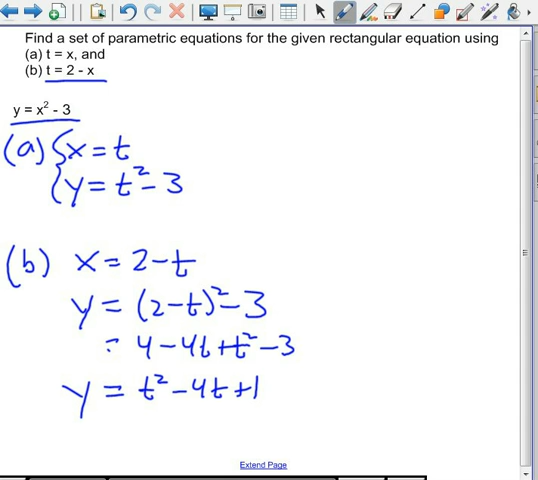 Find a set of parametric equations for the given rectangular equation using
(a) t = x, and
(b) t = 2 - x
y = x² - 3
(a) { x = t
y = t² - 3
(b) x = 2 - t
y = (2 - t)² - 3
= 4 - 4t + t² - 3
y = t² - 4t + 1
Extend Page